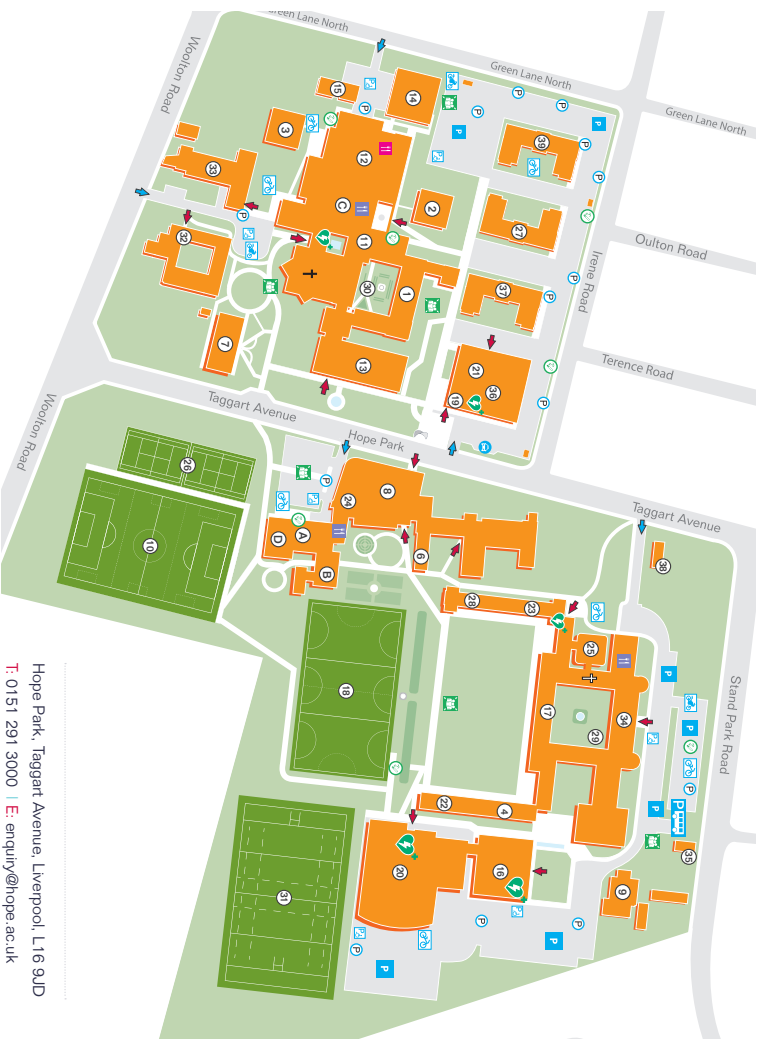 Green Lane North
Green Lane North
Green Lane North
Woolton Road
Oulton Road
Irene Road
Terence Road
Taggart Avenue
Hope Park
Woolton Road
Taggart Avenue
Stand Park Road
15
14
3
12
33
C
2
39
27
32
11
30
1
37
7
13
21
36
19
P
P
P
P
P
P
P
P
P
P
P
P
P
26
10
24
8
A
D
B
6
38
28
23
25
17
29
34
18
22
4
20
16
31
9
35
P
P
P
P
P
P
P
P
P
P
P
Hope Park, Taggart Avenue, Liverpool, L16 9JD
T: 0151 291 3000 | E: enquiry@hope.ac.uk